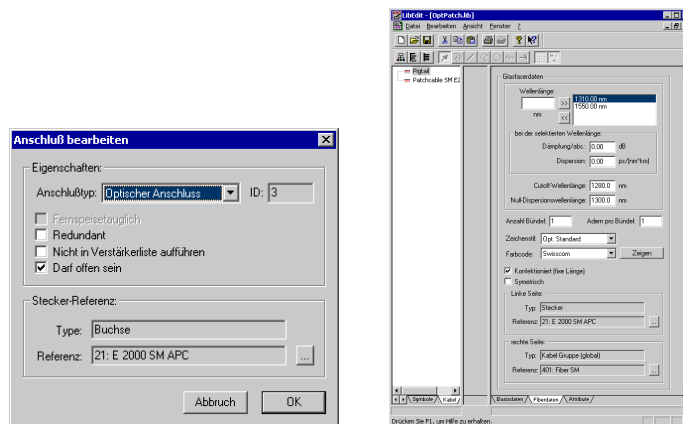 Anschluß bearbeiten
Eigenschaften:
Anschlußtyp: Optischer Anschluss ID: 3
Fernspeisetauglich
Redundant
Nicht in Verstärkerliste aufführen
Darf offen sein
Stecker-Referenz:
Type: Buchse
Referenz: 21: E 2000 SM APC ...
Abbruch OK
LibEdit - [OptPatch.lib]
Datei Bearbeiten Ansicht Fenster ?
Pigtail
Patchcable SM E2
Glasfaserdaten
Wellenlänge:
>> 1310.00 nm
1550.00 nm
nm <<
bei der selektierten Wellenlänge:
Dämpfung/abs.: 0.00 dB
Dispersion: 0.00 ps/(nm*km)
Cutoff-Wellenlänge: 1280.0 nm
Null-Dispersionswellenlänge: 1300.0 nm
Anzahl Bündel: 1 Adern pro Bündel: 1
Zeichenstil: Opt. Standard
Farbcode: Swisscom Zeigen
Konfektioniert (fixe Länge)
Symetrisch
Linke Seite:
Typ: Stecker
Referenz: 21: E 2000 SM APC ...
rechte Seite:
Typ: Kabel Gruppe (global)
Referenz: 401: Fiber SM ...
Symbole Kabel Basisdaten Fiberdaten Attribute
Drücken Sie F1, um Hilfe zu erhalten.